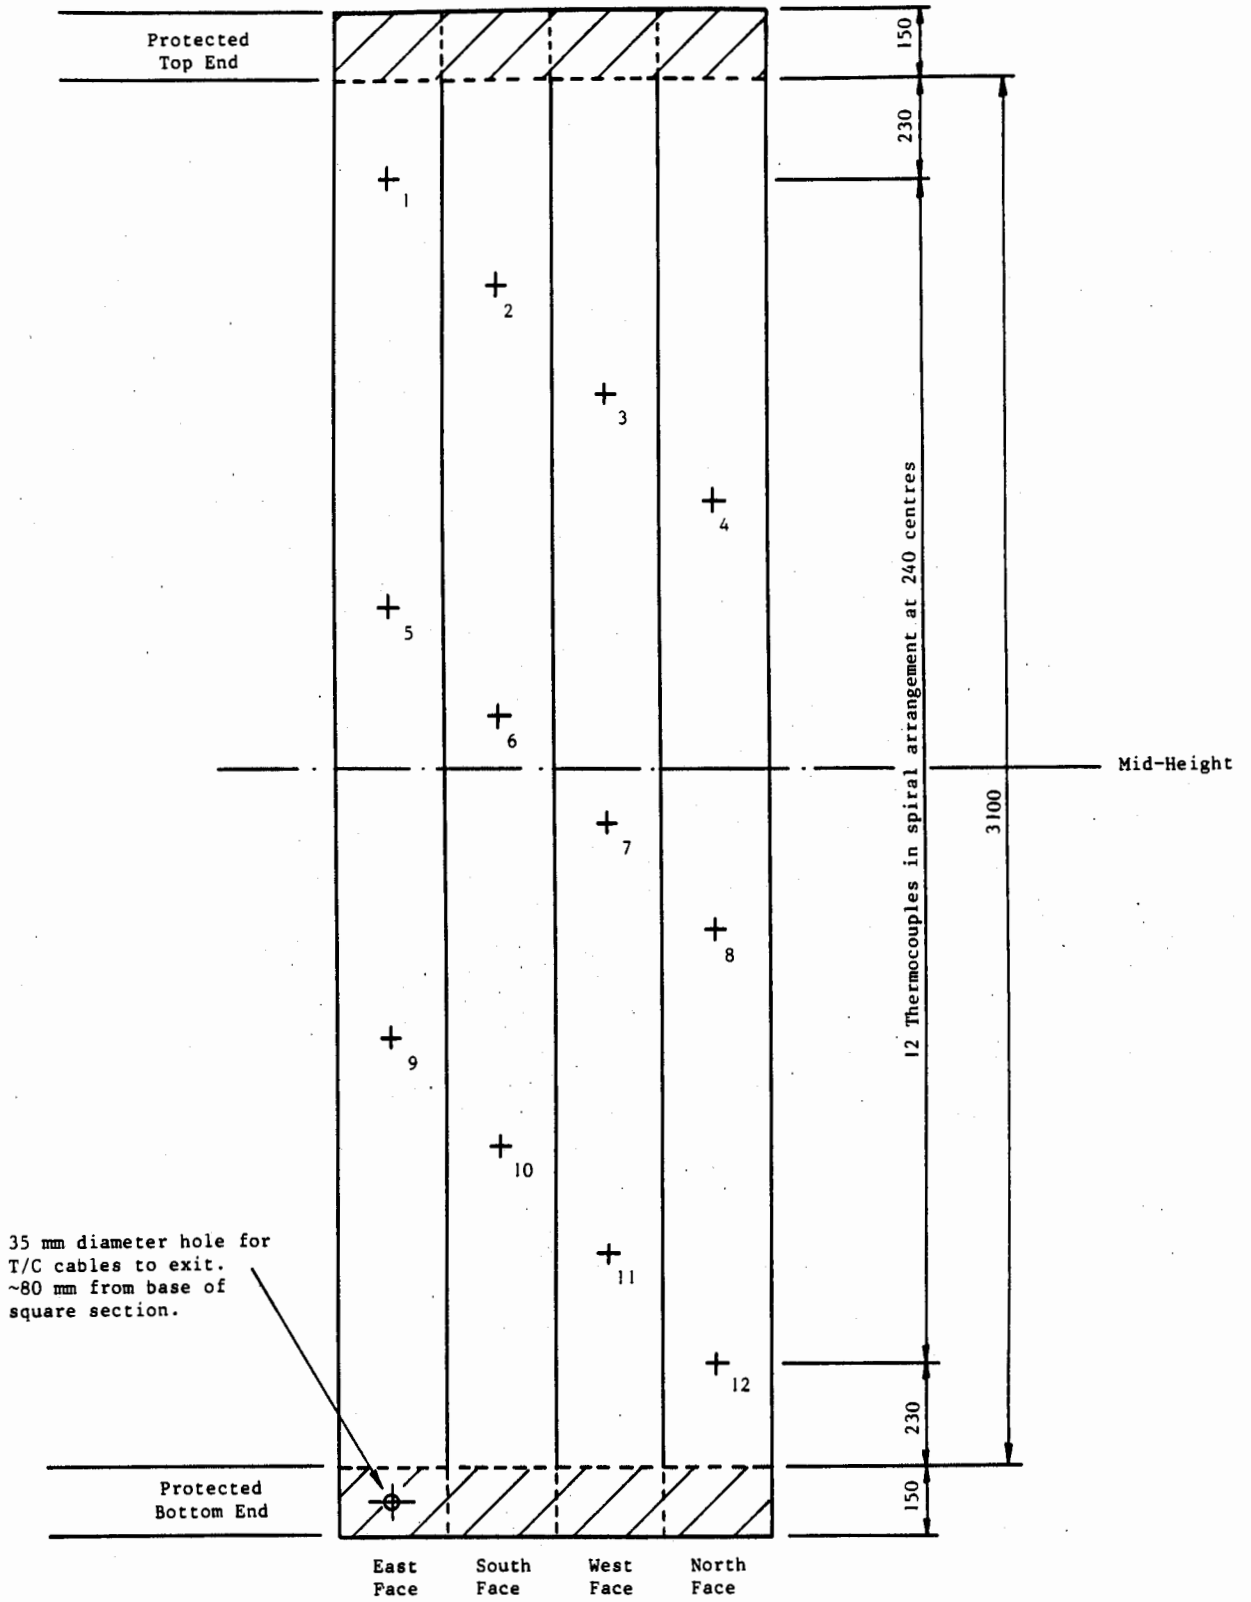 Protected
Top End
150
230
1
2
3
4
5
6
12 Thermocouples in spiral arrangement at 240 centres
Mid-Height
3100
7
8
9
10
35 mm diameter hole for
T/C cables to exit.
~80 mm from base of
square section.
11
12
230
Protected
Bottom End
150
East
Face
South
Face
West
Face
North
Face